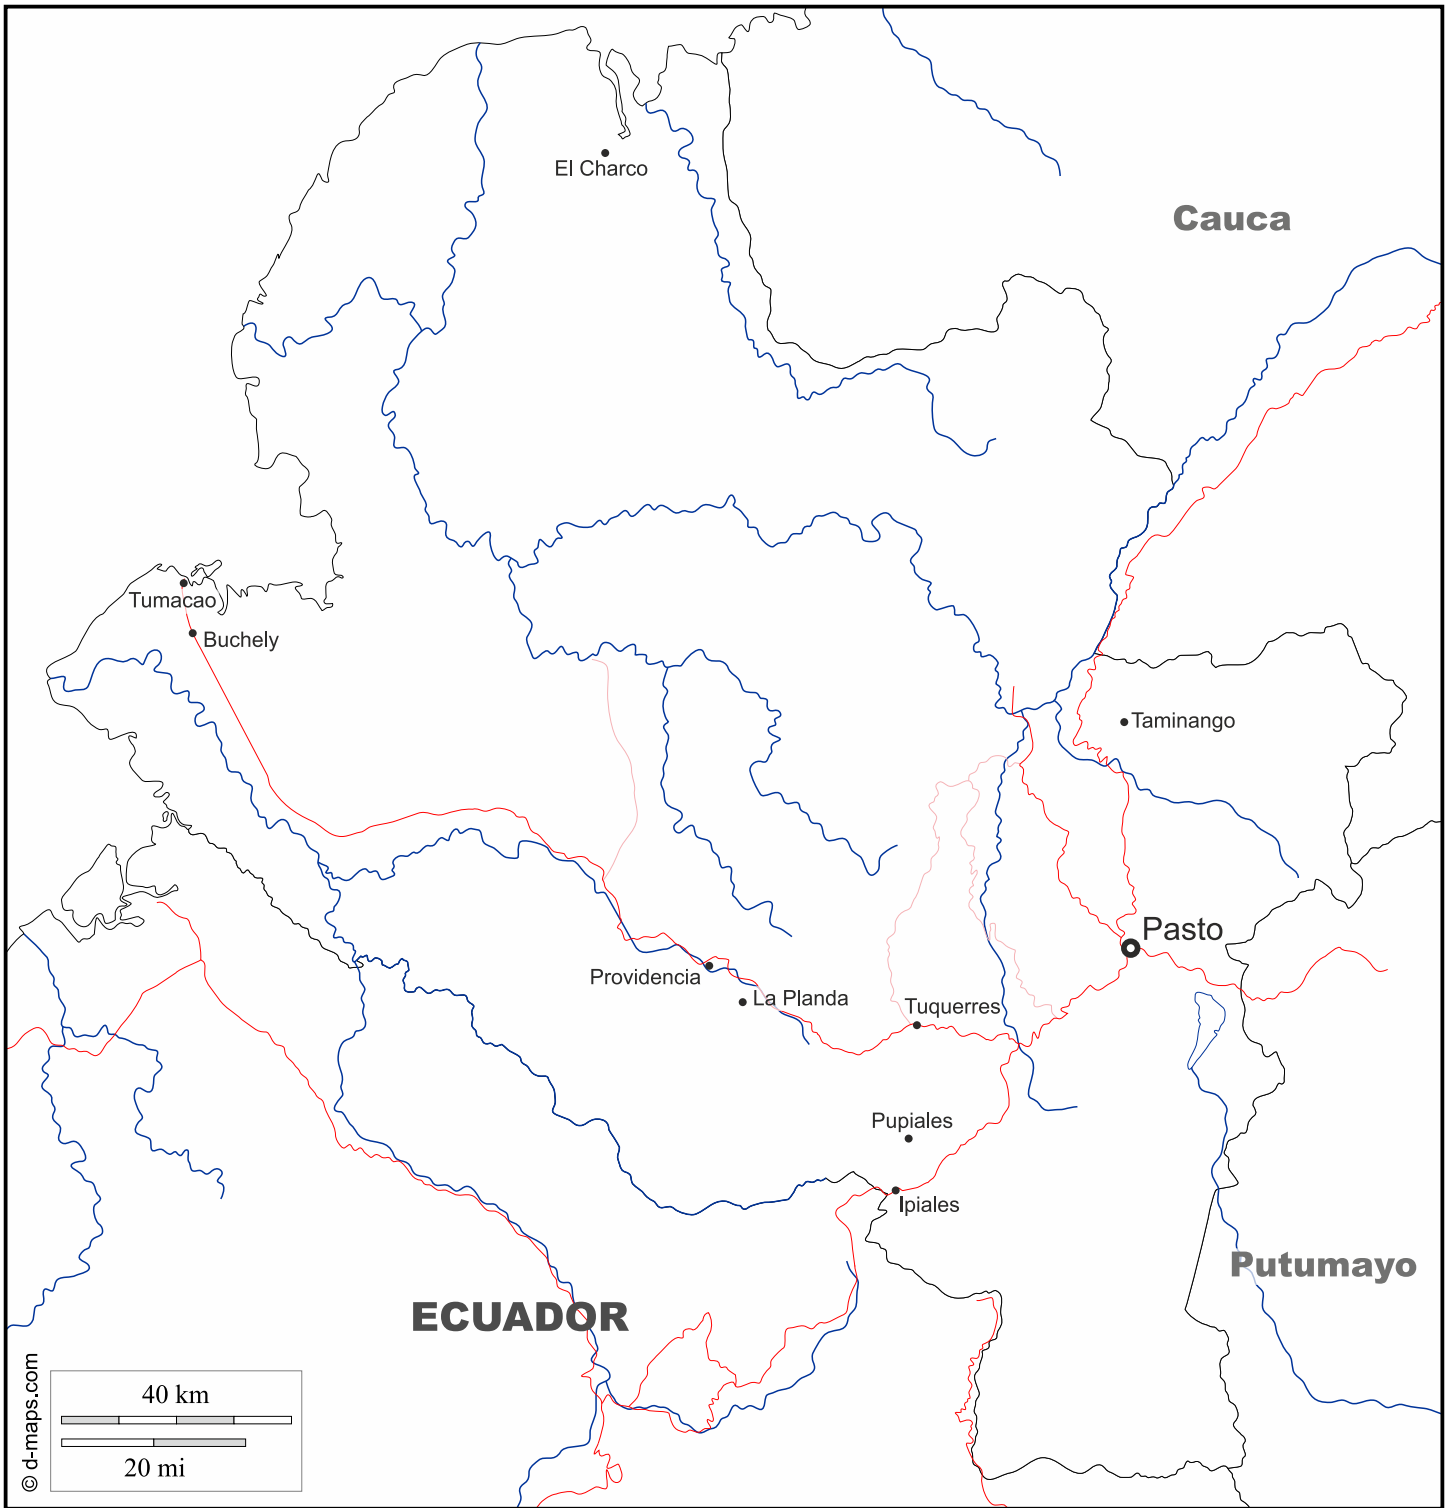 El Charco
Cauca
Tumacao
Buchely
Taminango
Pasto
Providencia
La Planda
Tuquerres
Pupiales
Ipiales
Putumayo
ECUADOR
40 km
20 mi
© d-maps.com